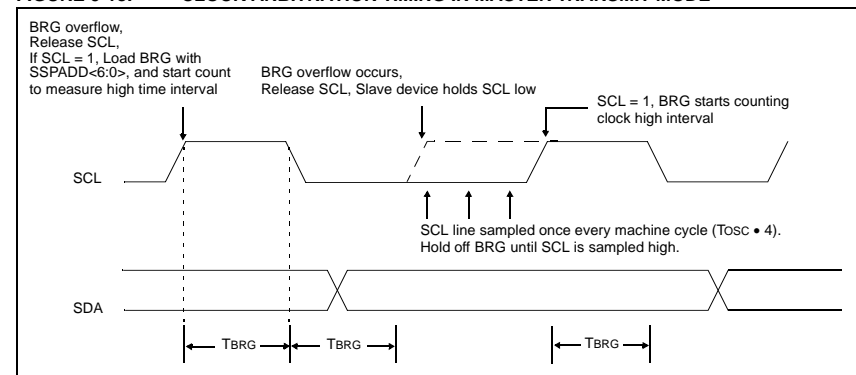 BRG overflow,
Release SCL,
If SCL = 1, Load BRG with
SSPADD<6:0>, and start count
to measure high time interval
BRG overflow occurs,
Release SCL, Slave device holds SCL low
SCL = 1, BRG starts counting
clock high interval
SCL
SCL line sampled once every machine cycle (TOSC • 4).
Hold off BRG until SCL is sampled high.
SDA
TBRG
TBRG
TBRG